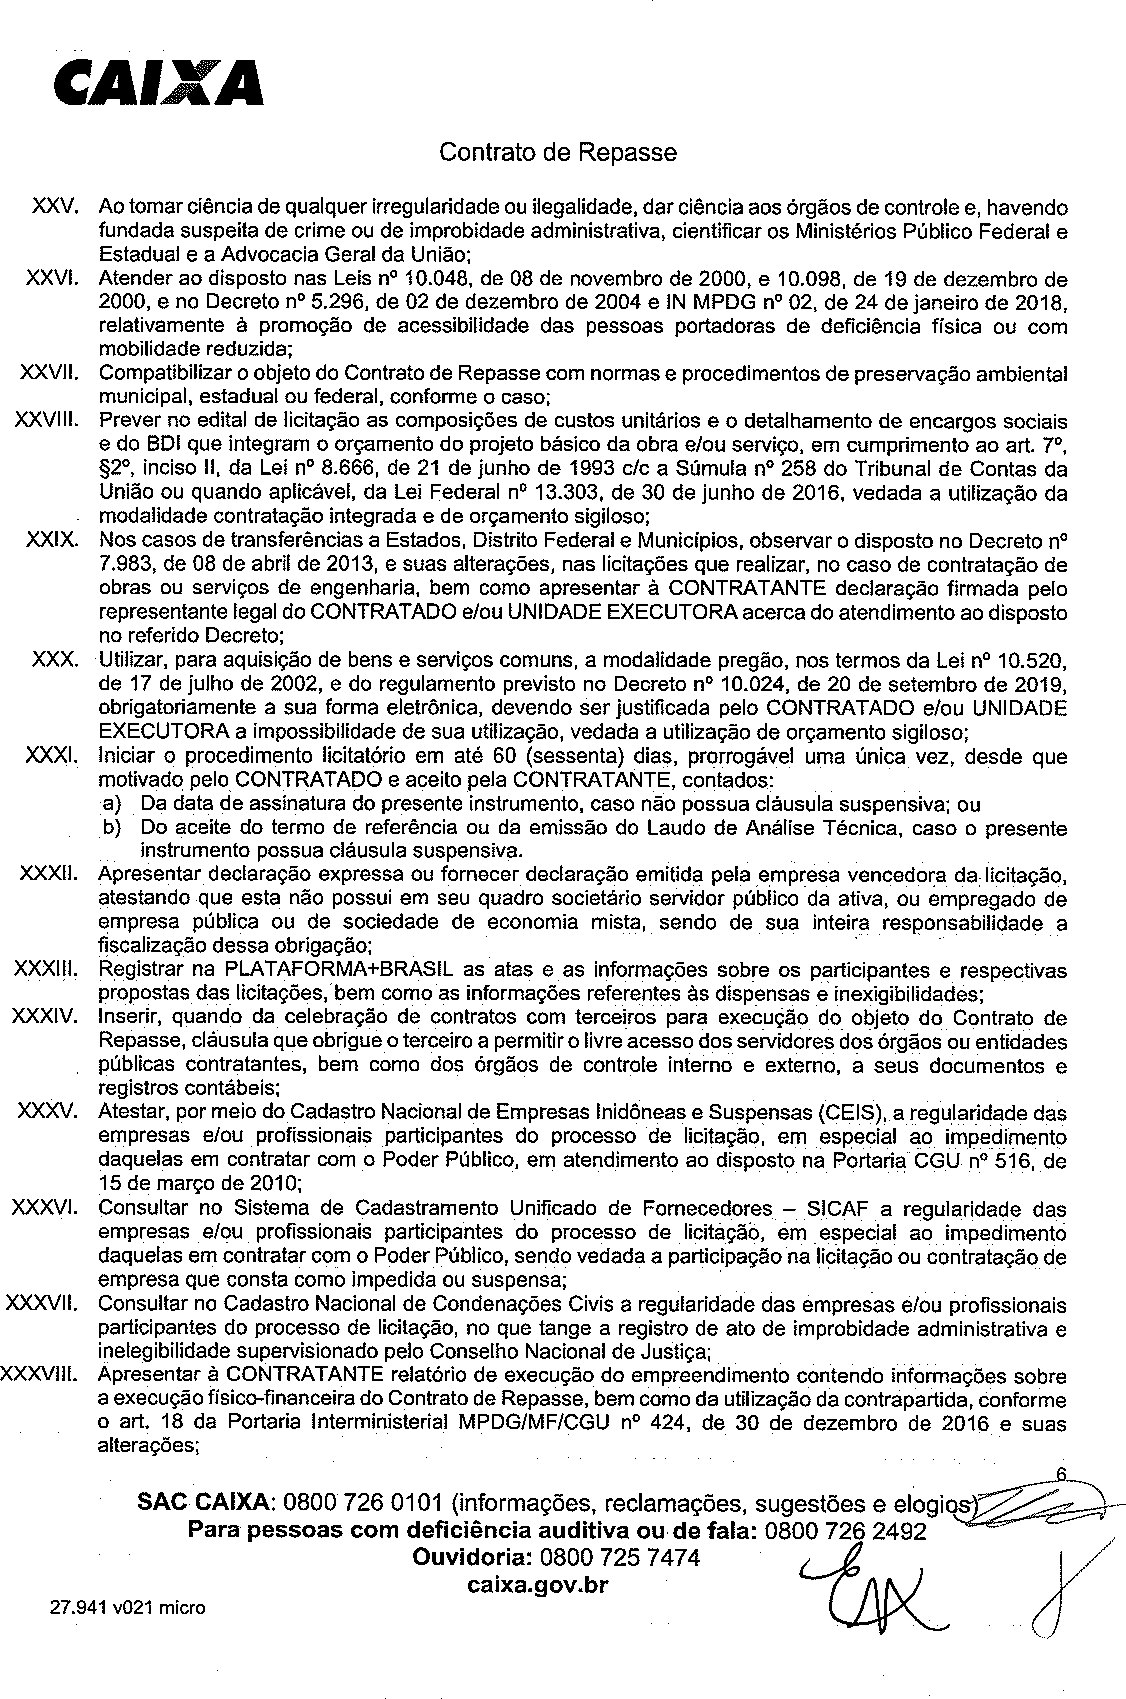 CAIXA
Contrato de Repasse
XXV. Ao tomar ciência de qualquer irregularidade ou ilegalidade, dar ciência aos órgãos de controle e, havendo
fundada suspeita de crime ou de improbidade administrativa, cientificar os Ministérios Público Federal e
Estadual e a Advocacia Geral da União;
XXVI. Atender ao disposto nas Leis nº 10.048, de 08 de novembro de 2000, e 10.098, de 19 de dezembro de
2000, e no Decreto nº 5.296, de 02 de dezembro de 2004 e IN MPDG nº 02, de 24 de janeiro de 2018,
relativamente à promoção de acessibilidade das pessoas portadoras de deficiência física ou com
mobilidade reduzida;
XXVII. Compatibilizar o objeto do Contrato de Repasse com normas e procedimentos de preservação ambiental
municipal, estadual ou federal, conforme o caso;
XXVIII. Prever no edital de licitação as composições de custos unitários e o detalhamento de encargos sociais
e do BDI que integram o orçamento do projeto básico da obra e/ou serviço, em cumprimento ao art. 7º,
§2º, inciso II, da Lei nº 8.666, de 21 de junho de 1993 c/c a Súmula nº 258 do Tribunal de Contas da
União ou quando aplicável, da Lei Federal nº 13.303, de 30 de junho de 2016, vedada a utilização da
modalidade contratação integrada e de orçamento sigiloso;
XXIX. Nos casos de transferências a Estados, Distrito Federal e Municípios, observar o disposto no Decreto nº
7.983, de 08 de abril de 2013, e suas alterações, nas licitações que realizar, no caso de contratação de
obras ou serviços de engenharia, bem como apresentar à CONTRATANTE declaração firmada pelo
representante legal do CONTRATADO e/ou UNIDADE EXECUTORA acerca do atendimento ao disposto
no referido Decreto;
XXX. Utilizar, para aquisição de bens e serviços comuns, a modalidade pregão, nos termos da Lei nº 10.520,
de 17 de julho de 2002, e do regulamento previsto no Decreto nº 10.024, de 20 de setembro de 2019,
obrigatoriamente a sua forma eletrônica, devendo ser justificada pelo CONTRATADO e/ou UNIDADE
EXECUTORA a impossibilidade de sua utilização, vedada a utilização de orçamento sigiloso;
XXXI. Iniciar o procedimento licitatório em até 60 (sessenta) dias, prorrogável uma única vez, desde que
motivado pelo CONTRATADO e aceito pela CONTRATANTE, contados:
a) Da data de assinatura do presente instrumento, caso não possua cláusula suspensiva; ou
b) Do aceite do termo de referência ou da emissão do Laudo de Análise Técnica, caso o presente
instrumento possua cláusula suspensiva.
XXXII. Apresentar declaração expressa ou fornecer declaração emitida pela empresa vencedora da licitação,
atestando que esta não possui em seu quadro societário servidor público da ativa, ou empregado de
empresa pública ou de sociedade de economia mista, sendo de sua inteira responsabilidade a
fiscalização dessa obrigação;
XXXIII. Registrar na PLATAFORMA+BRASIL as atas e as informações sobre os participantes e respectivas
propostas das licitações, bem como as informações referentes às dispensas e inexigibilidades;
XXXIV. Inserir, quando da celebração de contratos com terceiros para execução do objeto do Contrato de
Repasse, cláusula que obrigue o terceiro a permitir o livre acesso dos servidores dos órgãos ou entidades
públicas contratantes, bem como dos órgãos de controle interno e externo, a seus documentos e
registros contábeis;
XXXV. Atestar, por meio do Cadastro Nacional de Empresas Inidôneas e Suspensas (CEIS), a regularidade das
empresas e/ou profissionais participantes do processo de licitação, em especial ao impedimento
daquelas em contratar com o Poder Público, em atendimento ao disposto na Portaria CGU nº 516, de
15 de março de 2010;
XXXVI. Consultar no Sistema de Cadastramento Unificado de Fornecedores – SICAF a regularidade das
empresas e/ou profissionais participantes do processo de licitação, em especial ao impedimento
daquelas em contratar com o Poder Público, sendo vedada a participação na licitação ou contratação de
empresa que consta como impedida ou suspensa;
XXXVII. Consultar no Cadastro Nacional de Condenações Civis a regularidade das empresas e/ou profissionais
participantes do processo de licitação, no que tange a registro de ato de improbidade administrativa e
inelegibilidade supervisionado pelo Conselho Nacional de Justiça;
XXXVIII. Apresentar à CONTRATANTE relatório de execução do empreendimento contendo informações sobre
a execução físico-financeira do Contrato de Repasse, bem como da utilização da contrapartida, conforme
o art. 18 da Portaria Interministerial MPDG/MF/CGU nº 424, de 30 de dezembro de 2016 e suas
alterações;
6
SAC CAIXA: 0800 726 0101 (informações, reclamações, sugestões e elogios)
Para pessoas com deficiência auditiva ou de fala: 0800 726 2492
Ouvidoria: 0800 725 7474
caixa.gov.br
27.941 v021 micro